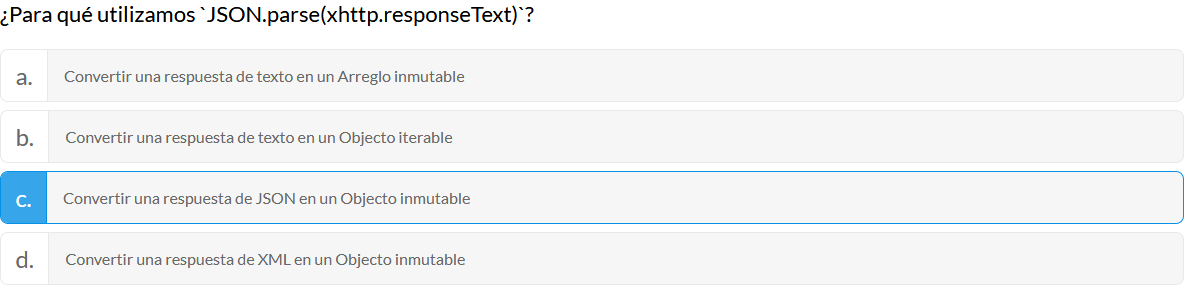 ¿Para qué utilizamos `JSON.parse(xhttp.responseText)`?
a. Convertir una respuesta de texto en un Arreglo inmutable
b. Convertir una respuesta de texto en un Objecto iterable
c. Convertir una respuesta de JSON en un Objecto inmutable
d. Convertir una respuesta de XML en un Objecto inmutable